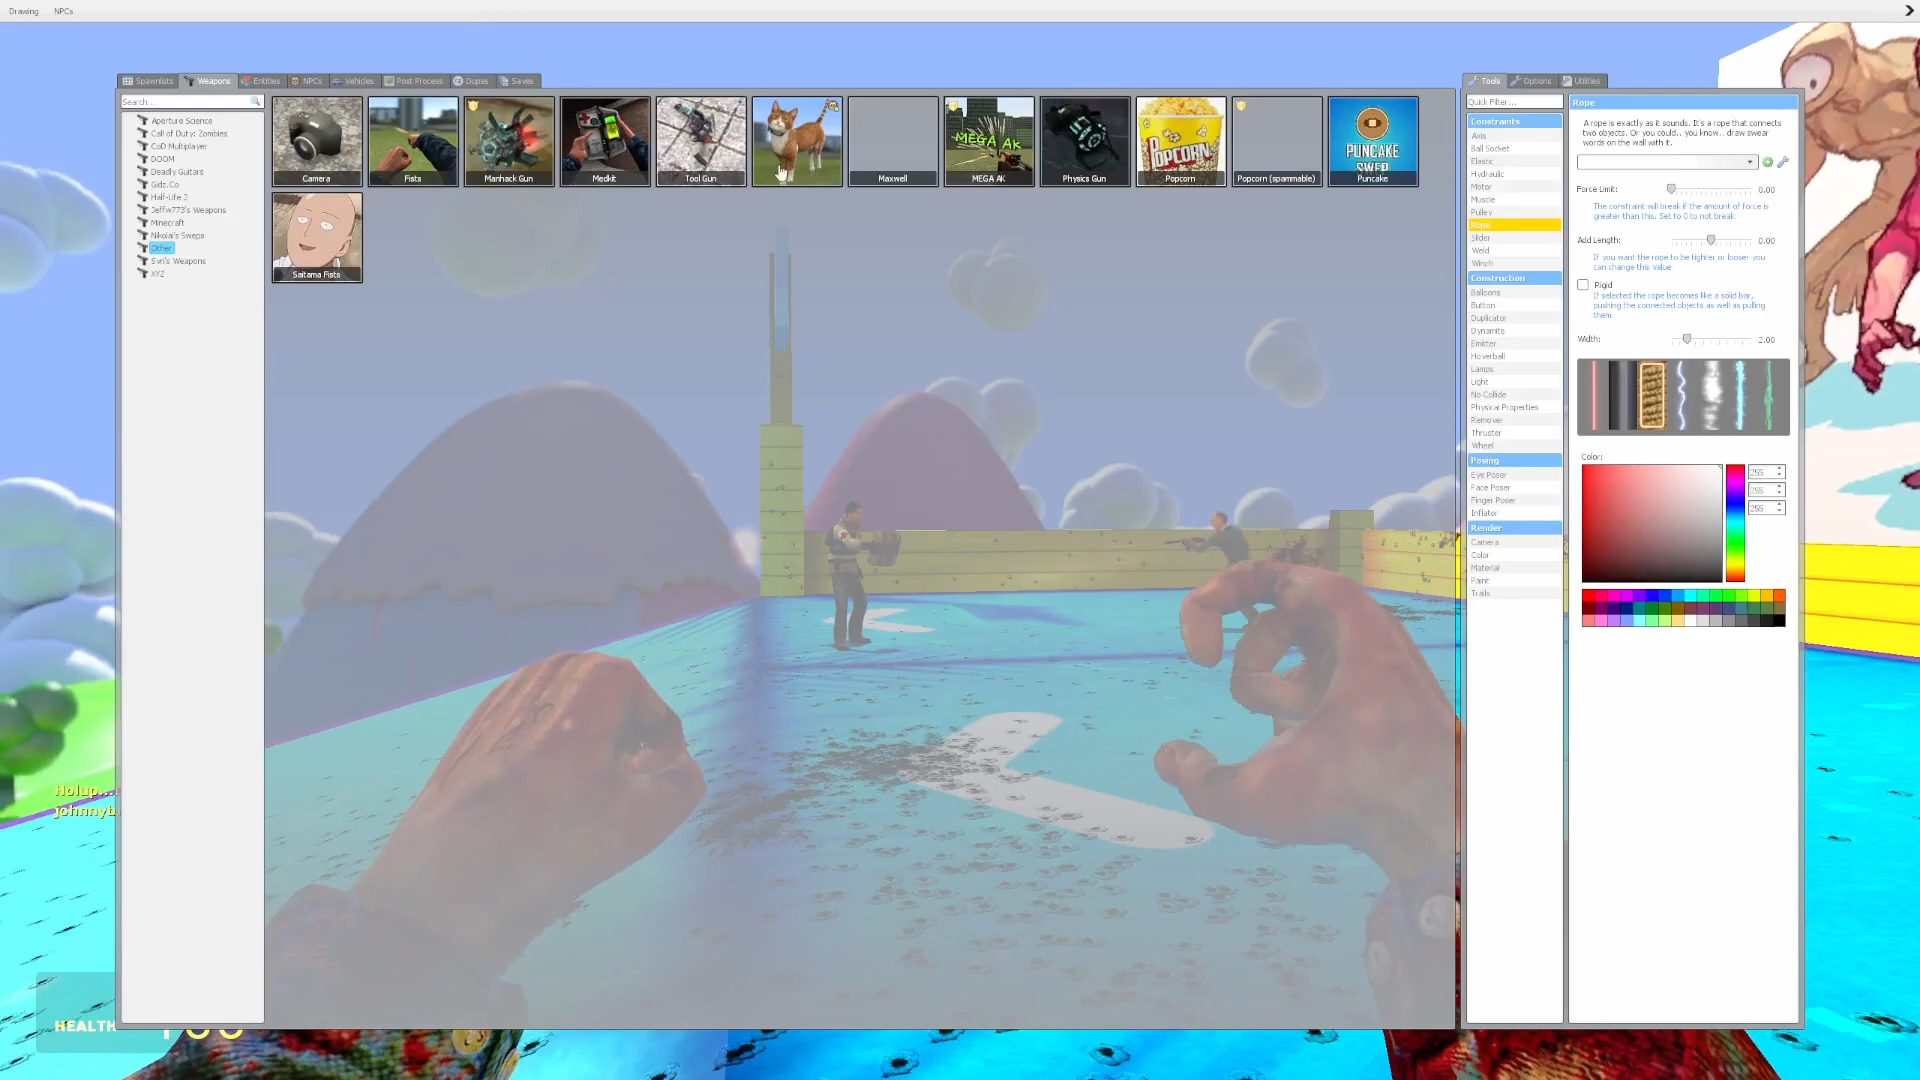 Drawing NPCs
Spawnlists Weapons Entities NPCs Vehicles Post Process Dupes Saves
Search...
Aperture Science
Call of Duty: Zombies
CoD Multiplayer
DOOM
Deadly Guitars
Gidz.Co
Half-Life 2
Jeffw773's Weapons
Minecraft
Nikolai's Sweps
Other
Svn's Weapons
XYZ
Camera
Fists
Manhack Gun
Medkit
Tool Gun
Maxwell
MEGA AK
MEGA AK
Physics Gun
POPCORN
Popcorn
Popcorn (spammable)
PUNCAKE
SWEP
Puncake
Saitama Fists
Holup...
johnnyb
HEALTH
100
Tools Options Utilities
Quick Filter...
Constraints
Axis
Ball Socket
Elastic
Hydraulic
Motor
Muscle
Pulley
Rope
Slider
Weld
Winch
Construction
Balloons
Button
Duplicator
Dynamite
Emitter
Hoverball
Lamps
Light
No Collide
Physical Properties
Remover
Thruster
Wheel
Posing
Eye Poser
Face Poser
Finger Poser
Inflator
Render
Camera
Color
Material
Paint
Trails
Rope
A rope is exactly as it sounds. It's a rope that connects
two objects. Or you could.. you know.. draw swear
words on the wall with it.
Force Limit: 0.00
The constraint will break if the amount of force is
greater than this. Set to 0 to not break.
Add Length: 0.00
If you want the rope to be tighter or looser you
can change this value.
Rigid
If selected the rope becomes like a solid bar,
pushing the connected objects as well as pulling
them.
Width: 2.00
Color:
255
255
255